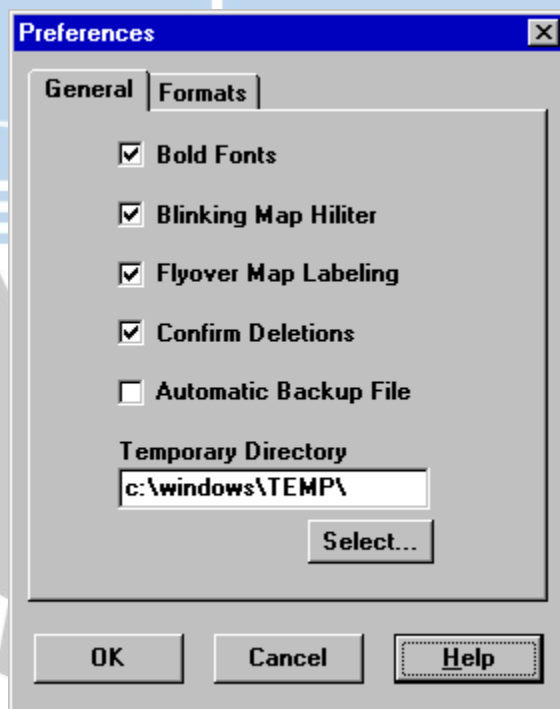 Preferences
General Formats
Bold Fonts
Blinking Map Hiliter
Flyover Map Labeling
Confirm Deletions
Automatic Backup File
Temporary Directory
c:\windows\TEMP\
Select...
OK Cancel Help